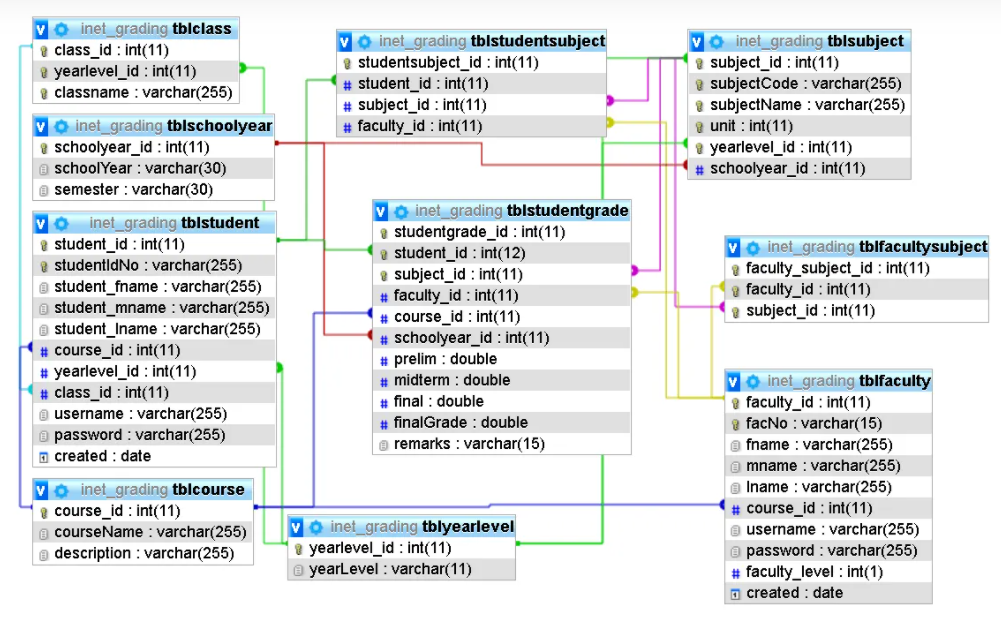 inet_grading tblclass
class_id : int(11)
yearlevel_id : int(11)
classname : varchar(255)
inet_grading tblschoolyear
schoolyear_id : int(11)
schoolYear : varchar(30)
semester : varchar(30)
inet_grading tblstudent
student_id : int(11)
studentIdNo : varchar(255)
student_fname : varchar(255)
student_mname : varchar(255)
student_lname : varchar(255)
course_id : int(11)
yearlevel_id : int(11)
class_id : int(11)
username : varchar(255)
password : varchar(255)
created : date
inet_grading tblcourse
course_id : int(11)
courseName : varchar(255)
description : varchar(255)
inet_grading tblstudentsubject
studentsubject_id : int(11)
student_id : int(11)
subject_id : int(11)
faculty_id : int(11)
inet_grading tblstudentgrade
studentgrade_id : int(11)
student_id : int(12)
subject_id : int(11)
faculty_id : int(11)
course_id : int(11)
schoolyear_id : int(11)
prelim : double
midterm : double
final : double
finalGrade : double
remarks : varchar(15)
inet_grading tblyearlevel
yearlevel_id : int(11)
yearLevel : varchar(11)
inet_grading tblsubject
subject_id : int(11)
subjectCode : varchar(255)
subjectName : varchar(255)
unit : int(11)
yearlevel_id : int(11)
schoolyear_id : int(11)
inet_grading tblfacultysubject
faculty_subject_id : int(11)
faculty_id : int(11)
subject_id : int(11)
inet_grading tblfaculty
faculty_id : int(11)
facNo : varchar(15)
fname : varchar(255)
mname : varchar(255)
lname : varchar(255)
course_id : int(11)
username : varchar(255)
password : varchar(255)
faculty_level : int(1)
created : date